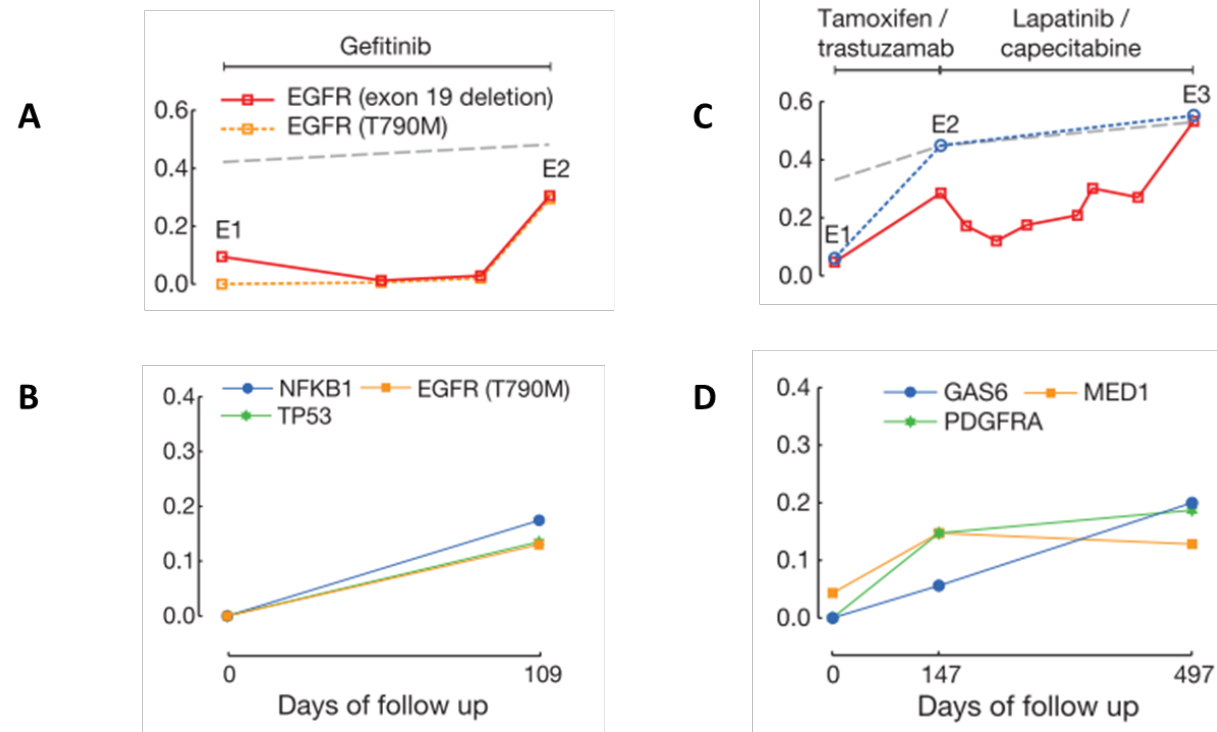 A
Gefitinib
EGFR (exon 19 deletion)
EGFR (T790M)
0.6
0.4
0.2
0.0
E1
E2
B
NFKB1
EGFR (T790M)
TP53
0.4
0.3
0.2
0.1
0.0
0
109
Days of follow up
C
Tamoxifen /
trastuzamab
Lapatinib /
capecitabine
0.6
0.4
0.2
0.0
E1
E2
E3
D
GAS6
MED1
PDGFRA
0.4
0.3
0.2
0.1
0.0
0
147
497
Days of follow up